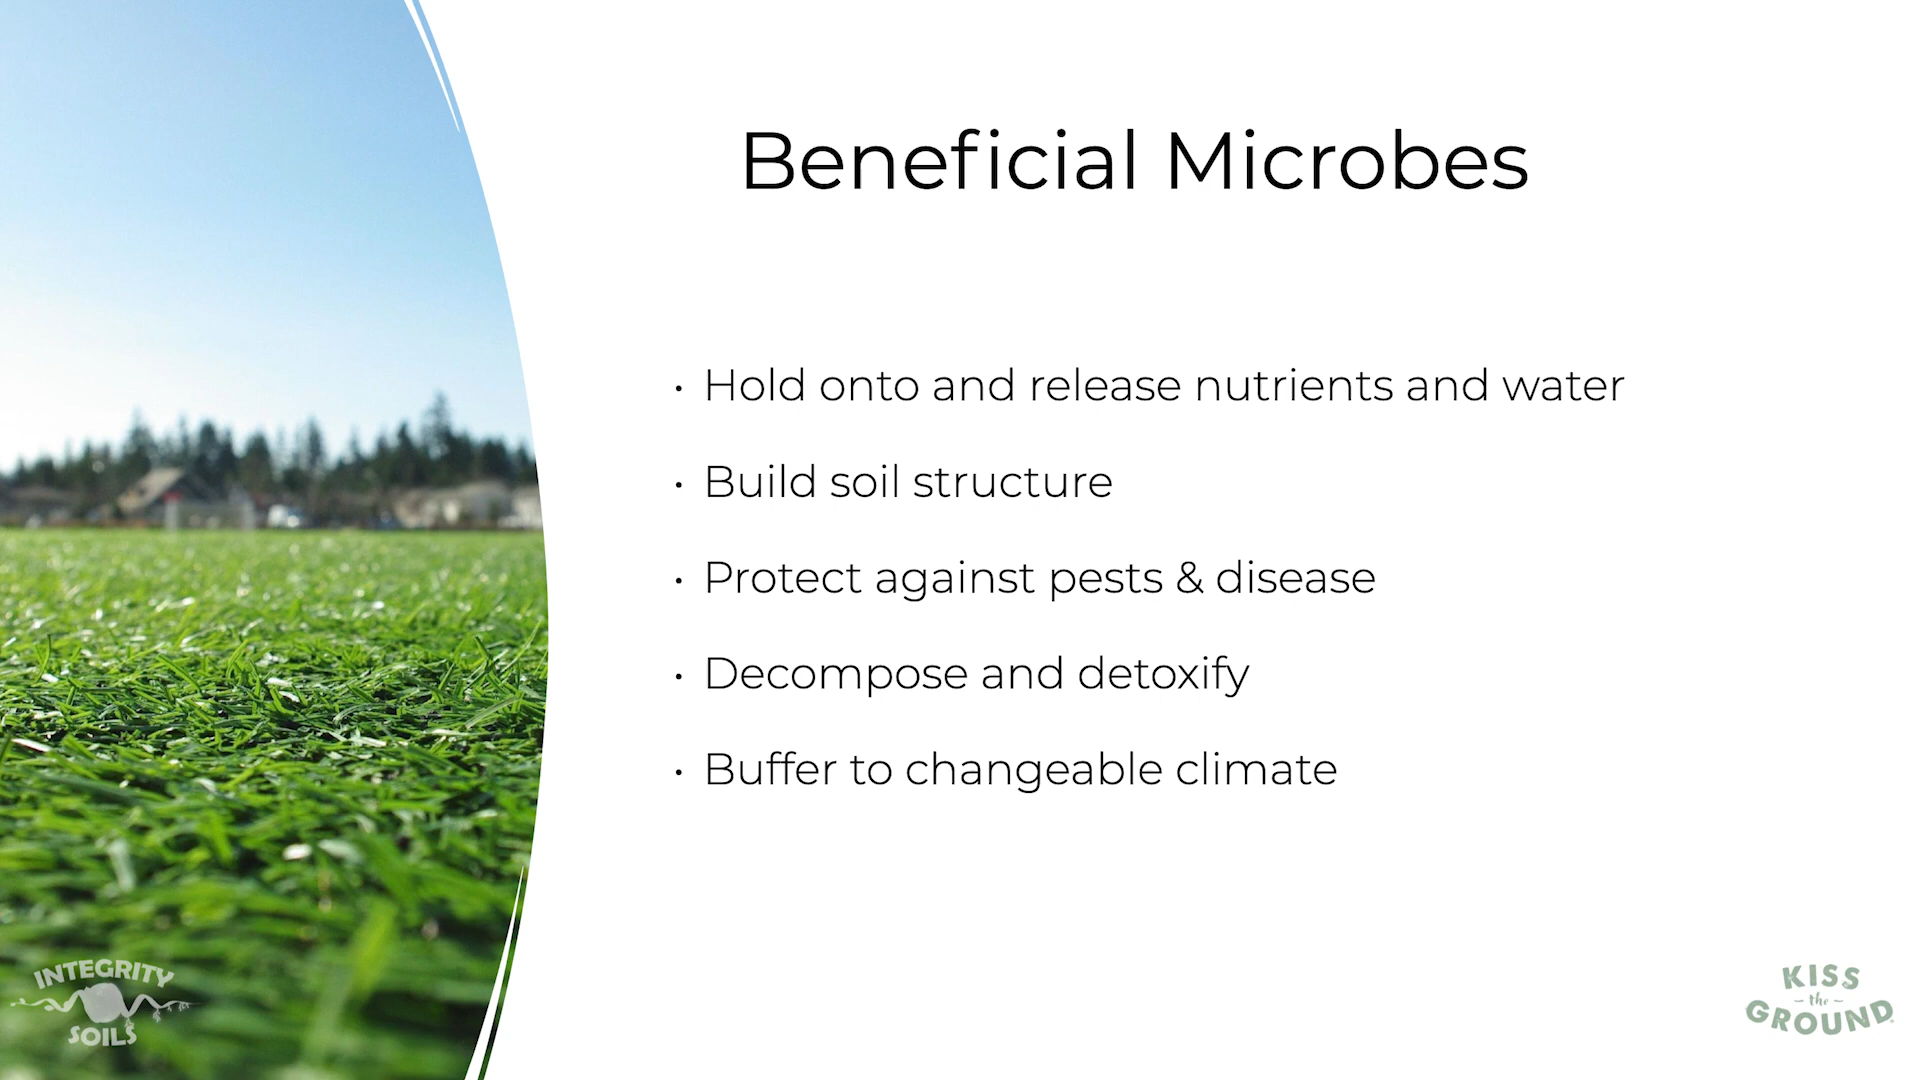 Beneficial Microbes
• Hold onto and release nutrients and water
• Build soil structure
• Protect against pests & disease
• Decompose and detoxify
• Buffer to changeable climate
INTEGRITY
SOILS
KISS
the
GROUND